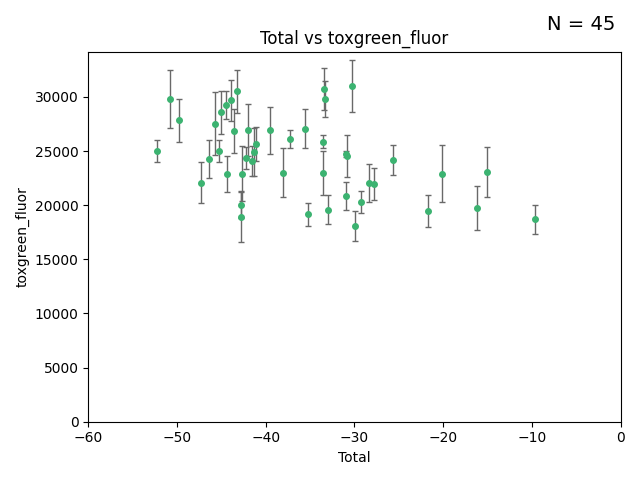 N = 45
Total vs toxgreen_fluor
toxgreen_fluor
30000
25000
20000
15000
10000
5000
0
−60 −50 −40 −30 −20 −10 0
Total